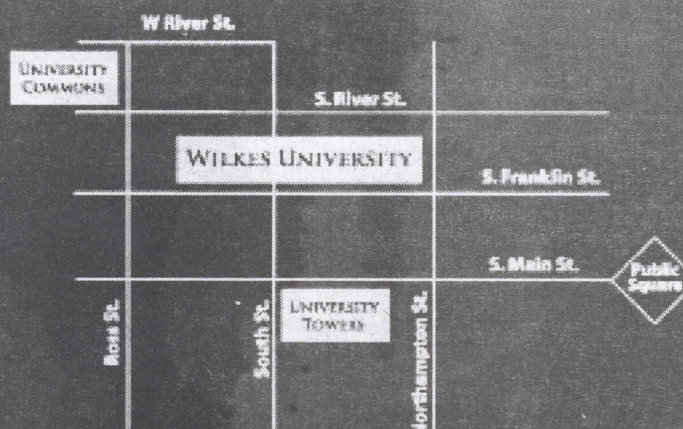 W River St.
UNIVERSITY
COMMONS
S. River St.
WILKES UNIVERSITY
S. Franklin St.
S. Main St.
Public
Square
Ross St.
South St.
UNIVERSITY
TOWERS
Northampton St.